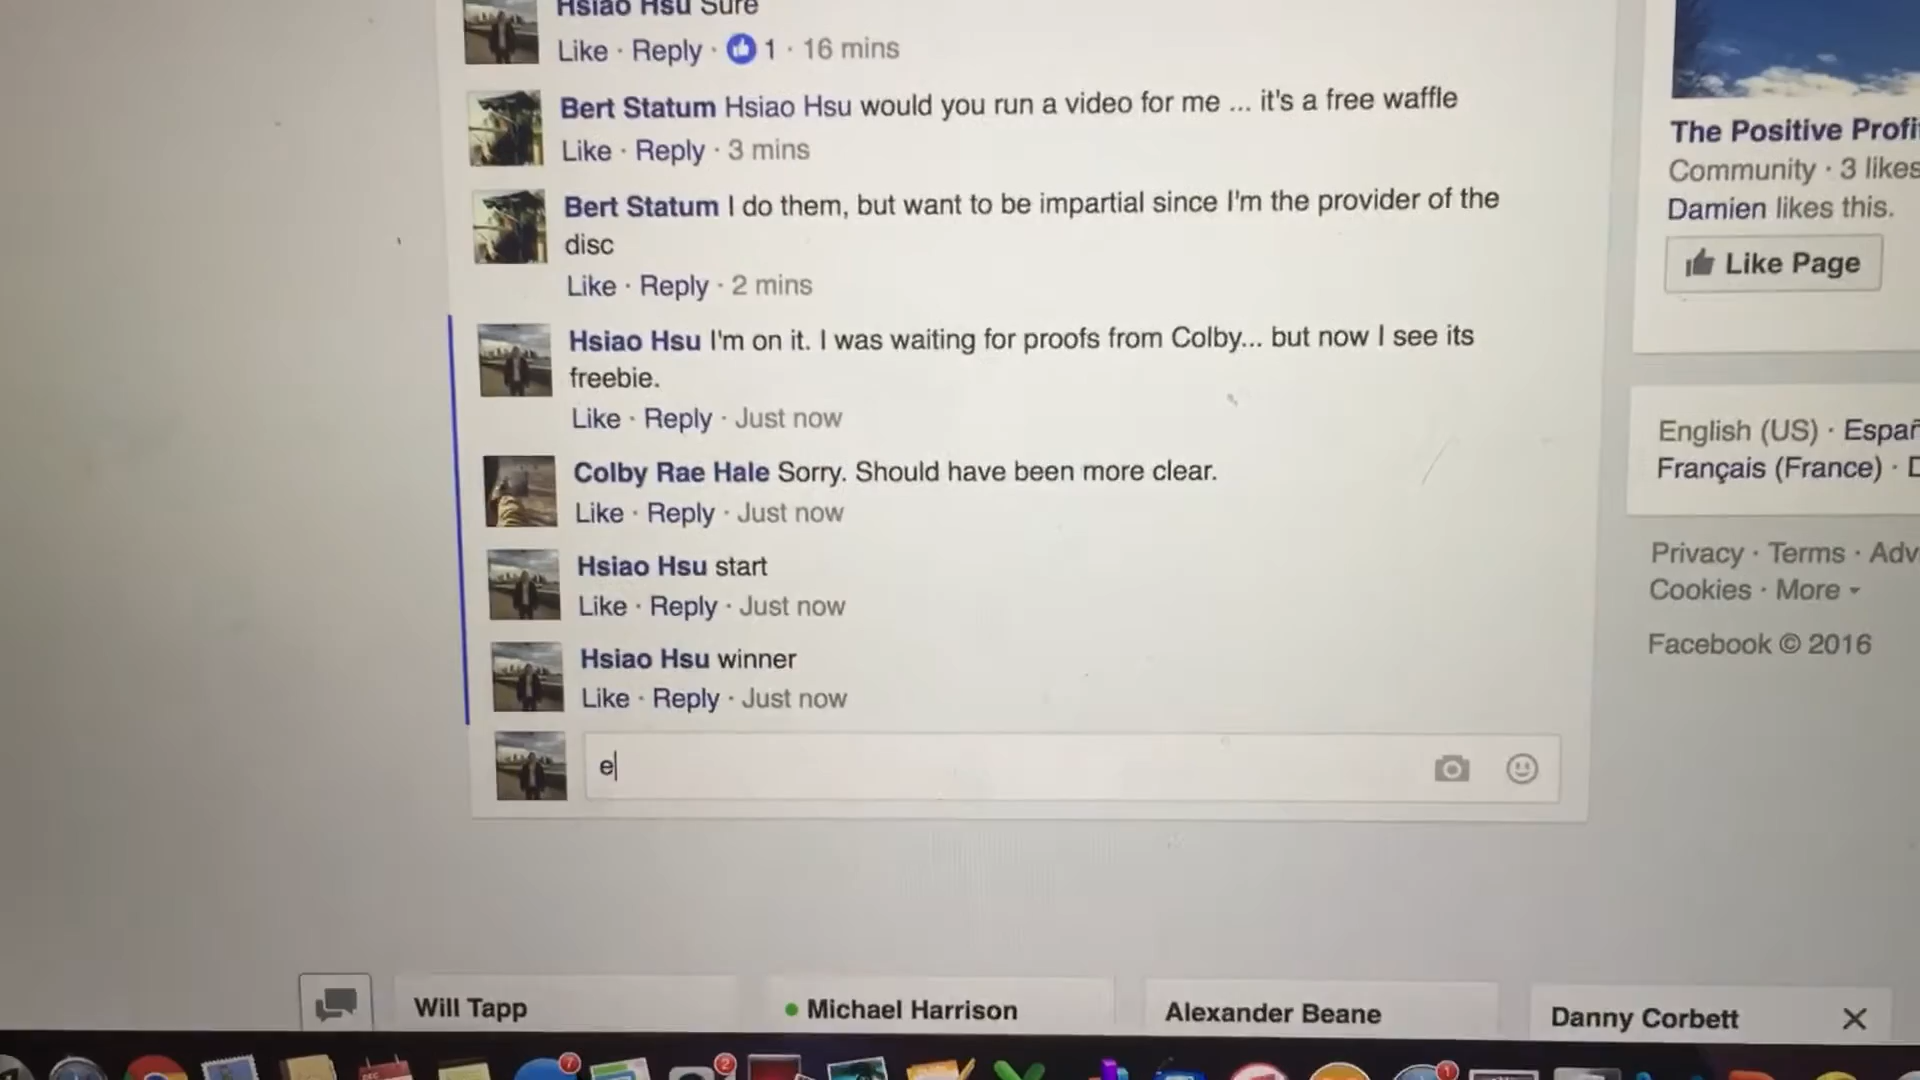 Hsiao Hsu Sure
Like · Reply · 1 · 16 mins
Bert Statum Hsiao Hsu would you run a video for me ... it's a free waffle
Like · Reply · 3 mins
Bert Statum I do them, but want to be impartial since I'm the provider of the
disc
Like · Reply · 2 mins
Hsiao Hsu I'm on it. I was waiting for proofs from Colby... but now I see its
freebie.
Like · Reply · Just now
Colby Rae Hale Sorry. Should have been more clear.
Like · Reply · Just now
Hsiao Hsu start
Like · Reply · Just now
Hsiao Hsu winner
Like · Reply · Just now
e
The Positive Profi
Community · 3 likes
Damien likes this.
Like Page
English (US) · Españ
Français (France) ·
Privacy · Terms · Adv
Cookies · More
Facebook © 2016
Will Tapp
Michael Harrison
Alexander Beane
Danny Corbett
7
2
1
DEC